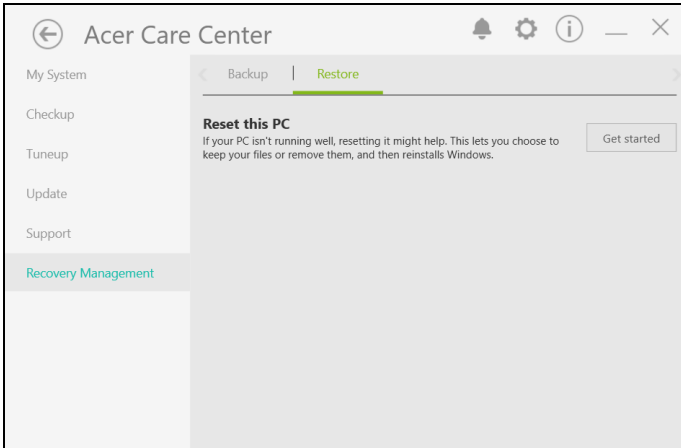 Acer Care Center
My System
Checkup
Tuneup
Update
Support
Recovery Management
Backup | Restore
Reset this PC
If your PC isn't running well, resetting it might help. This lets you choose to
keep your files or remove them, and then reinstalls Windows.
Get started